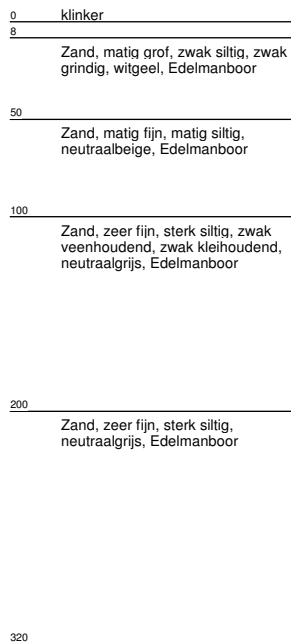 0 klinker
8
Zand, matig grof, zwak siltig, zwak
grindig, witgeel, Edelmanboor
50
Zand, matig fijn, matig siltig,
neutraalbeige, Edelmanboor
100
Zand, zeer fijn, sterk siltig, zwak
veenhoudend, zwak kleihoudend,
neutraalgrijs, Edelmanboor
200
Zand, zeer fijn, sterk siltig,
neutraalgrijs, Edelmanboor
320